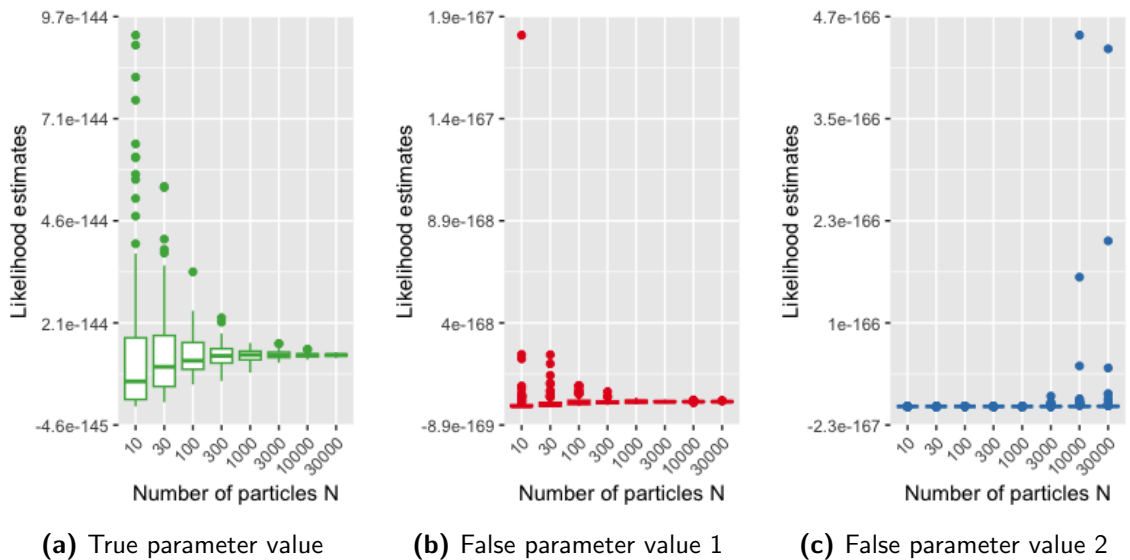 9.7e-144
7.1e-144
4.6e-144
2.1e-144
-4.6e-145
Likelihood estimates
10 30 100 300 1000 3000 10000 30000
Number of particles N
(a) True parameter value
1.9e-167
1.4e-167
8.9e-168
4e-168
-8.9e-169
Likelihood estimates
10 30 100 300 1000 3000 10000 30000
Number of particles N
(b) False parameter value 1
4.7e-166
3.5e-166
2.3e-166
1e-166
-2.3e-167
Likelihood estimates
10 30 100 300 1000 3000 10000 30000
Number of particles N
(c) False parameter value 2